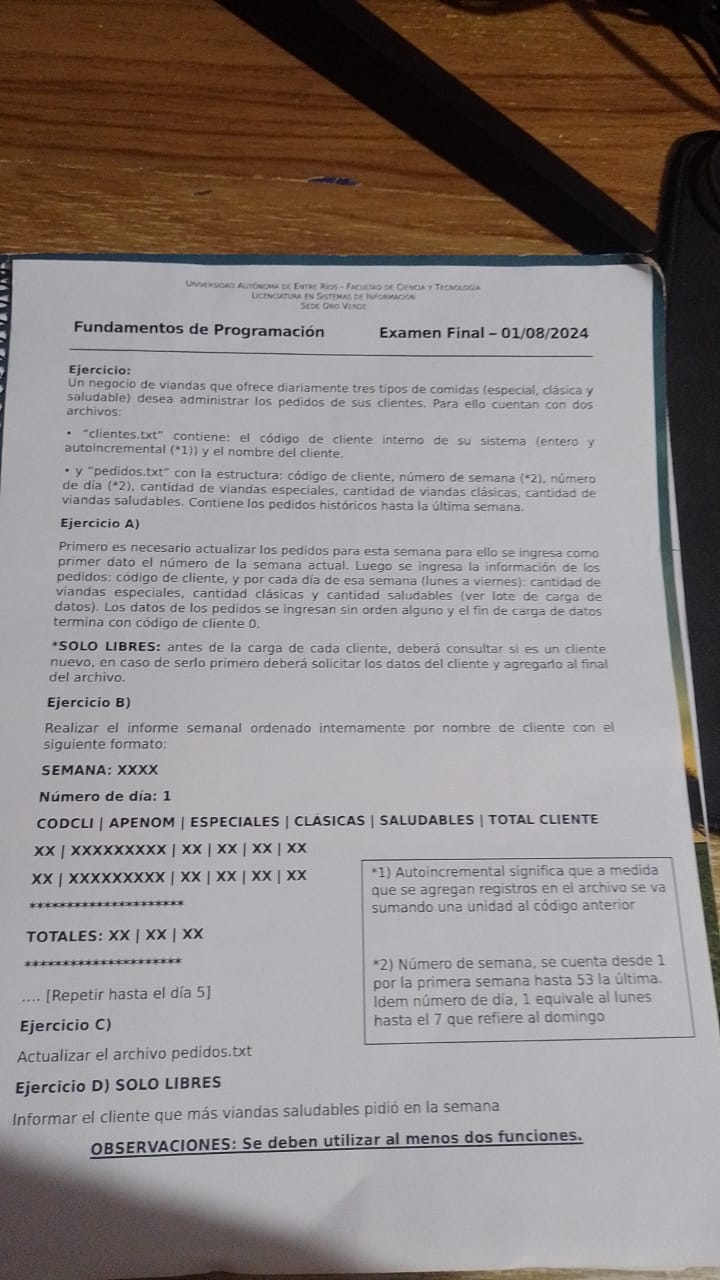 UNIVERSIDAD AUTÓNOMA DE ENTRE RÍOS - FACULTAD DE CIENCIA Y TECNOLOGÍA
LICENCIATURA EN SISTEMAS DE INFORMACIÓN
SEDE ORO VERDE
Fundamentos de Programación Examen Final – 01/08/2024
Ejercicio:
Un negocio de viandas que ofrece diariamente tres tipos de comidas (especial, clásica y
saludable) desea administrar los pedidos de sus clientes. Para ello cuentan con dos
archivos:
• "clientes.txt" contiene: el código de cliente interno de su sistema (entero y
autoincremental (*1)) y el nombre del cliente.
• y "pedidos.txt" con la estructura: código de cliente, número de semana (*2), número
de día (*2), cantidad de viandas especiales, cantidad de viandas clásicas, cantidad de
viandas saludables. Contiene los pedidos históricos hasta la última semana.
Ejercicio A)
Primero es necesario actualizar los pedidos para esta semana para ello se ingresa como
primer dato el número de la semana actual. Luego se ingresa la información de los
pedidos: código de cliente, y por cada día de esa semana (lunes a viernes): cantidad de
viandas especiales, cantidad clásicas y cantidad saludables (ver lote de carga de
datos). Los datos de los pedidos se ingresan sin orden alguno y el fin de carga de datos
termina con código de cliente 0.
*SOLO LIBRES: antes de la carga de cada cliente, deberá consultar si es un cliente
nuevo, en caso de serlo primero deberá solicitar los datos del cliente y agregarlo al final
del archivo.
Ejercicio B)
Realizar el informe semanal ordenado internamente por nombre de cliente con el
siguiente formato:
SEMANA: XXXX
Número de día: 1
CODCLI | APENOM | ESPECIALES | CLÁSICAS | SALUDABLES | TOTAL CLIENTE
XX | XXXXXXXXX | XX | XX | XX | XX
XX | XXXXXXXXX | XX | XX | XX | XX
**********************
TOTALES: XX | XX | XX
**********************
.... [Repetir hasta el día 5]
*1) Autoincremental significa que a medida
que se agregan registros en el archivo se va
sumando una unidad al código anterior
*2) Número de semana, se cuenta desde 1
por la primera semana hasta 53 la última.
Idem número de día, 1 equivale al lunes
hasta el 7 que refiere al domingo
Ejercicio C)
Actualizar el archivo pedidos.txt
Ejercicio D) SOLO LIBRES
Informar el cliente que más viandas saludables pidió en la semana
OBSERVACIONES: Se deben utilizar al menos dos funciones.